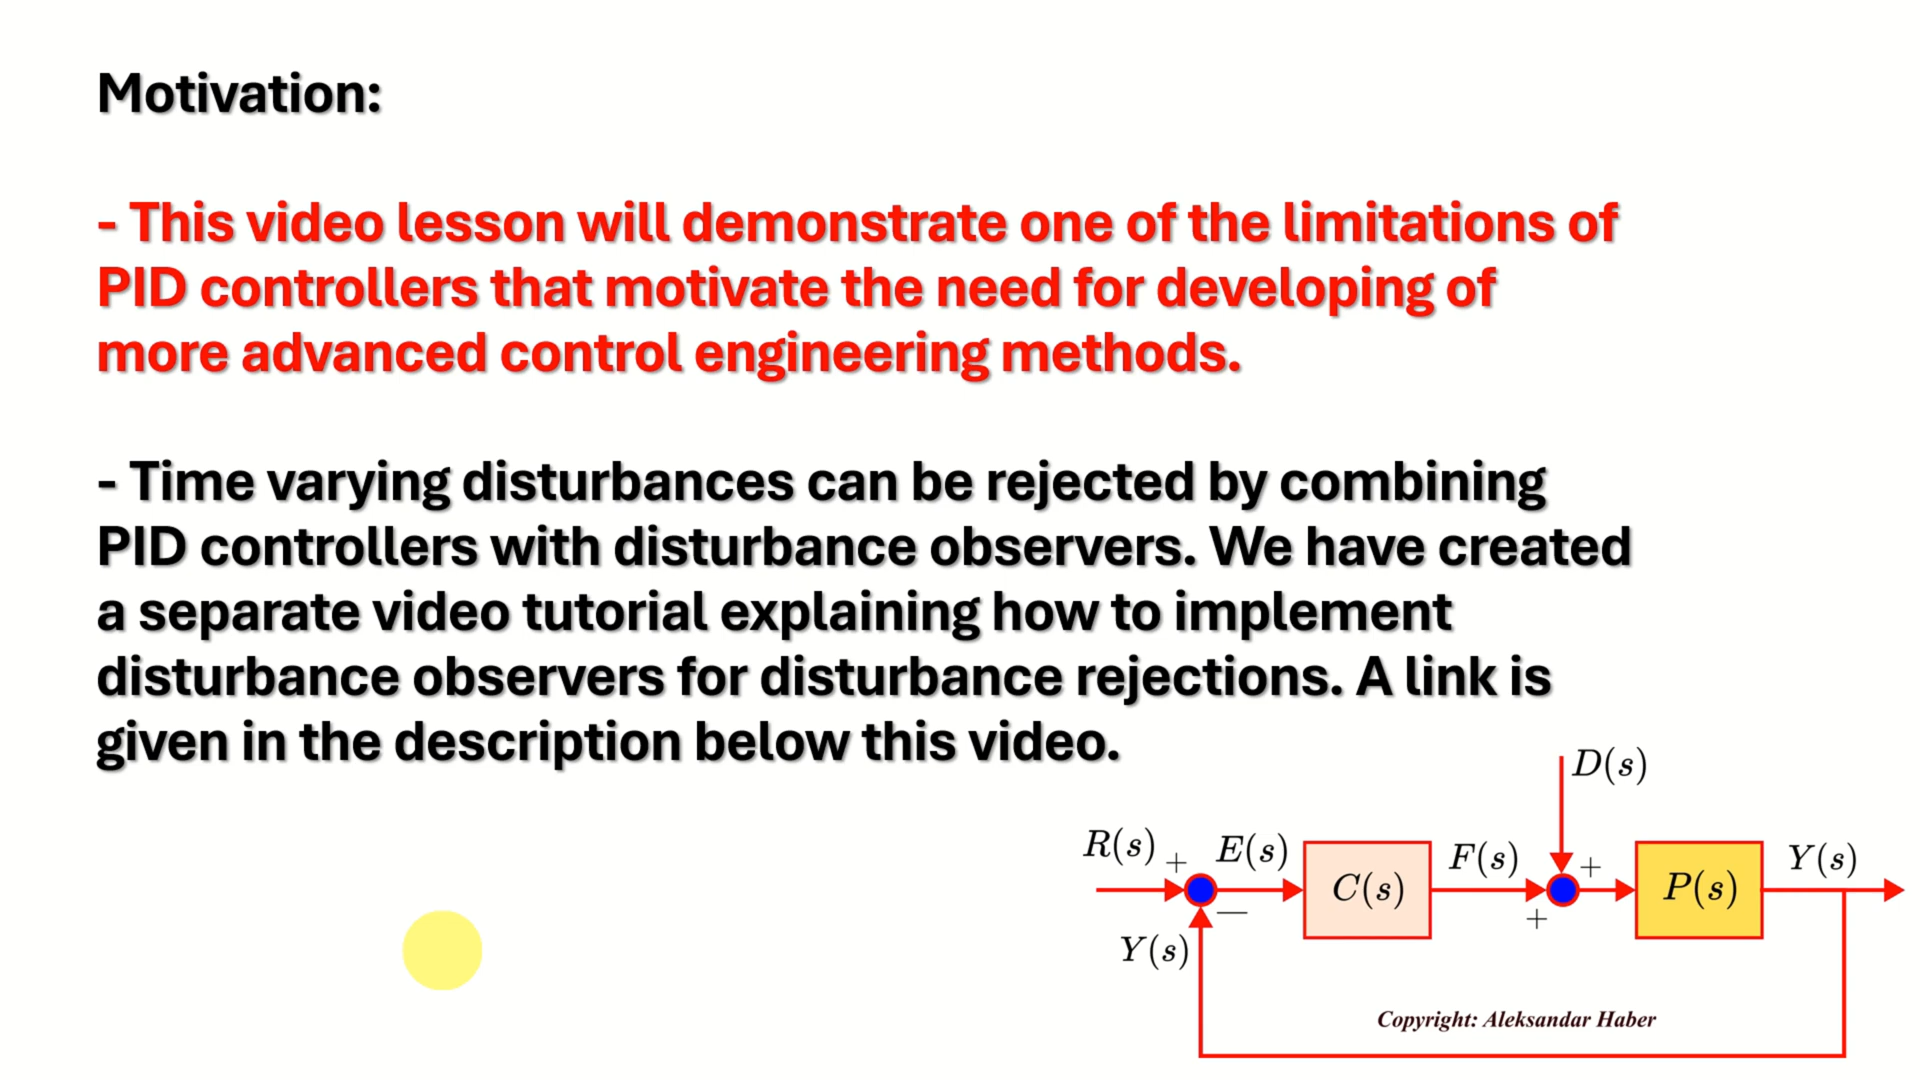 Motivation:
- This video lesson will demonstrate one of the limitations of
PID controllers that motivate the need for developing of
more advanced control engineering methods.
- Time varying disturbances can be rejected by combining
PID controllers with disturbance observers. We have created
a separate video tutorial explaining how to implement
disturbance observers for disturbance rejections. A link is
given in the description below this video.
D(s)
R(s) + E(s) F(s) + Y(s)
C(s) P(s)
— +
Y(s)
Copyright: Aleksandar Haber